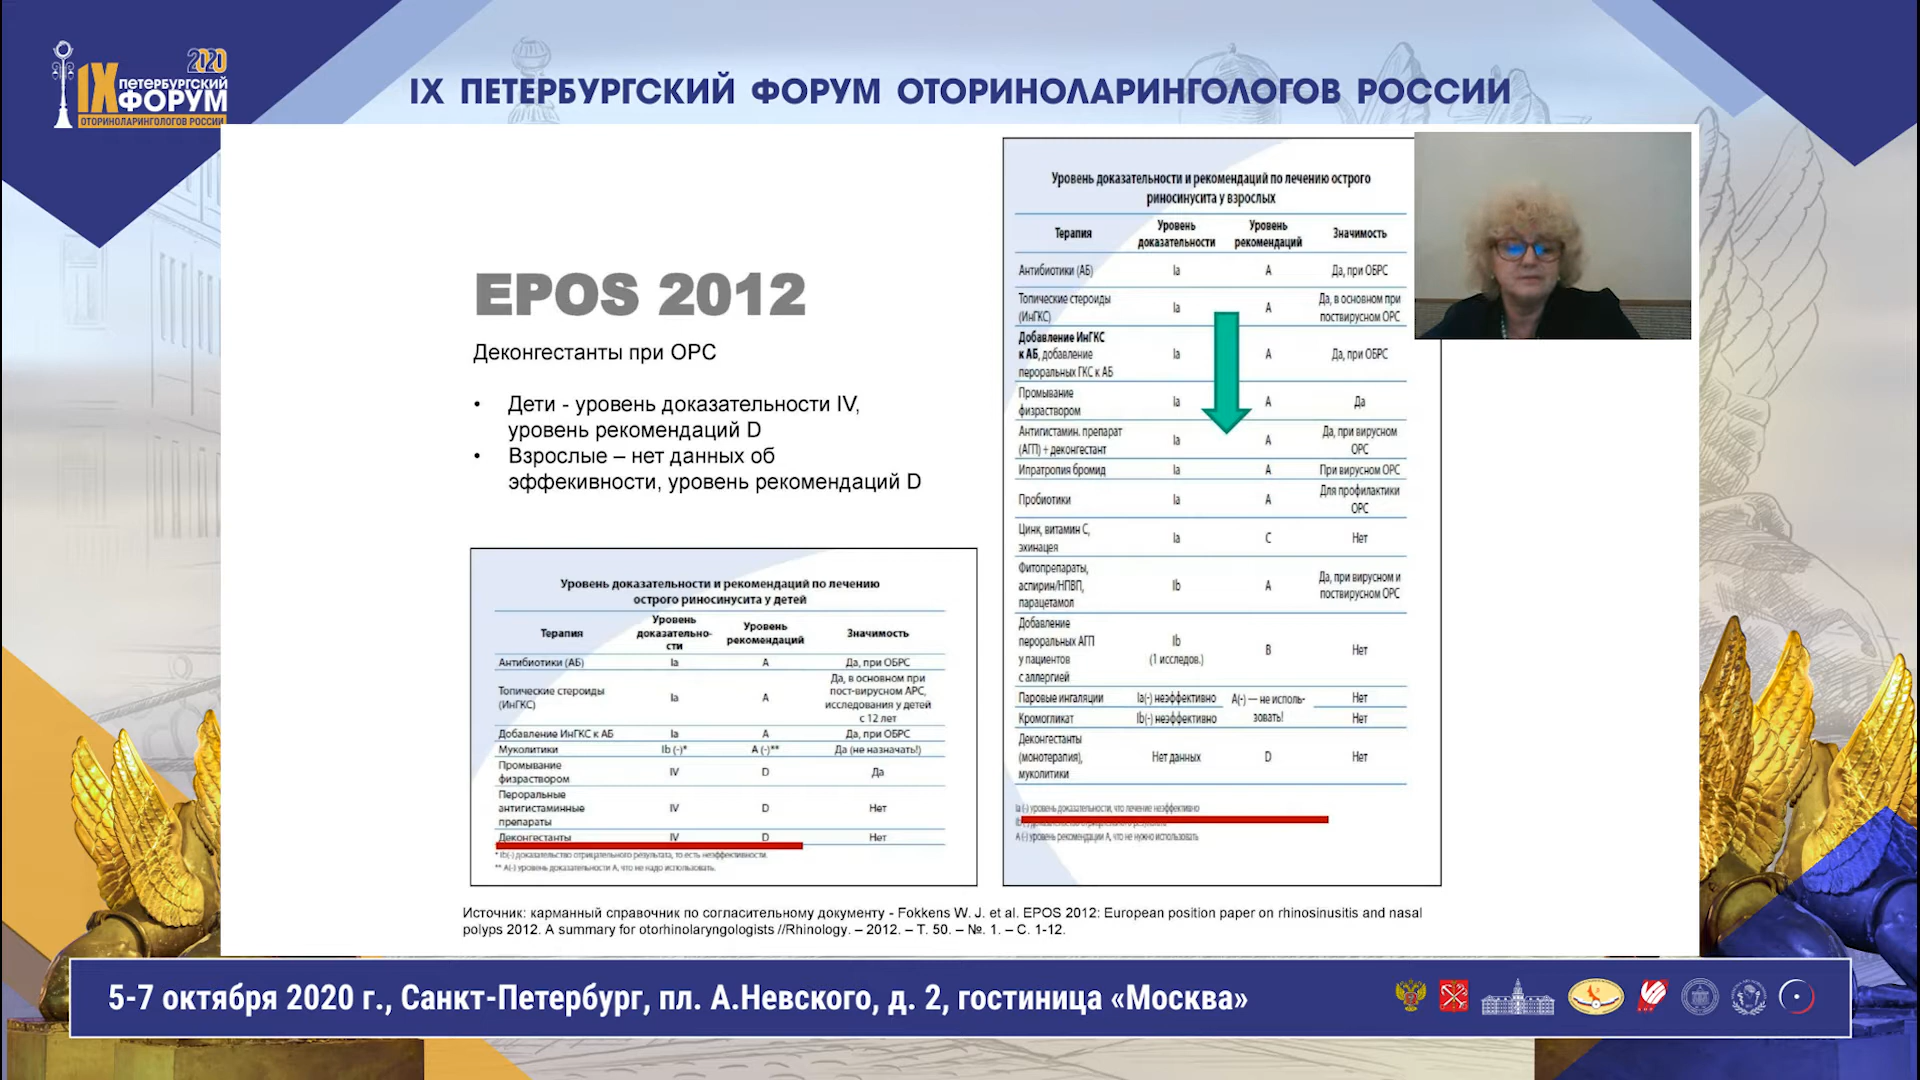 2020
IX ПЕТЕРБУРГСКИЙ
ФОРУМ
ОТОРИНОЛАРИНГОЛОГОВ РОССИИ
IX ПЕТЕРБУРГСКИЙ ФОРУМ ОТОРИНОЛАРИНГОЛОГОВ РОССИИ
EPOS 2012
Деконгестанты при ОРС
• Дети - уровень доказательности IV,
уровень рекомендаций D
• Взрослые – нет данных об
эффекивности, уровень рекомендаций D
Уровень доказательности и рекомендаций по лечению
острого риносинусита у детей
Терапия Уровень доказательно-сти Уровень рекомендаций Значимость
Антибиотики (АБ) Ia A Да, при ОБРС
Топические стероиды (ИнГКС) Ia A Да, в основном при пост-вирусном АРС, исследования у детей с 12 лет
Добавление ИнГКС к АБ Ia A Да, при ОБРС
Муколитики Ib (-)* A (-)** Да (не назначать!)
Промывание физраствором IV D Да
Пероральные антигистаминные препараты IV D Нет
Деконгестанты IV D Нет
* Ib(-) доказательство отрицательного результата, то есть неэффективности.
** A(-) уровень доказательности А, что не надо использовать.
Уровень доказательности и рекомендаций по лечению острого
риносинусита у взрослых
Терапия Уровень доказательности Уровень рекомендаций Значимость
Антибиотики (АБ) Ia A Да, при ОБРС
Топические стероиды (ИнГКС) Ia A Да, в основном при поствирусном ОРС
Добавление ИнГКС к АБ, добавление пероральных ГКС к АБ Ia A Да, при ОБРС
Промывание физраствором Ia A Да
Антигистамин. препарат (АГП) + деконгестант Ia A Да, при вирусном ОРС
Ипратропия бромид Ia A При вирусном ОРС
Пробиотики Ia A Для профилактики ОРС
Цинк, витамин С, эхинацея Ia C Нет
Фитопрепараты, аспирин/НПВП, парацетамол Ib A Да, при вирусном и поствирусном ОРС
Добавление пероральных АГП у пациентов с аллергией Ib (1 исследов.) B Нет
Паровые ингаляции Ia(-) неэффективно A(-) — не исполь-зовать! Нет
Кромогликат Ib(-) неэффективно Нет
Деконгестанты (монотерапия), муколитики Нет данных D Нет
Ia (-) уровень доказательности, что лечение неэффективно
A (-) уровень рекомендации А, что не нужно использовать
Источник: карманный справочник по согласительному документу - Fokkens W. J. et al. EPOS 2012: European position paper on rhinosinusitis and nasal
polyps 2012. A summary for otorhinolaryngologists //Rhinology. – 2012. – Т. 50. – №. 1. – С. 1-12.
5-7 октября 2020 г., Санкт-Петербург, пл. А.Невского, д. 2, гостиница «Москва»